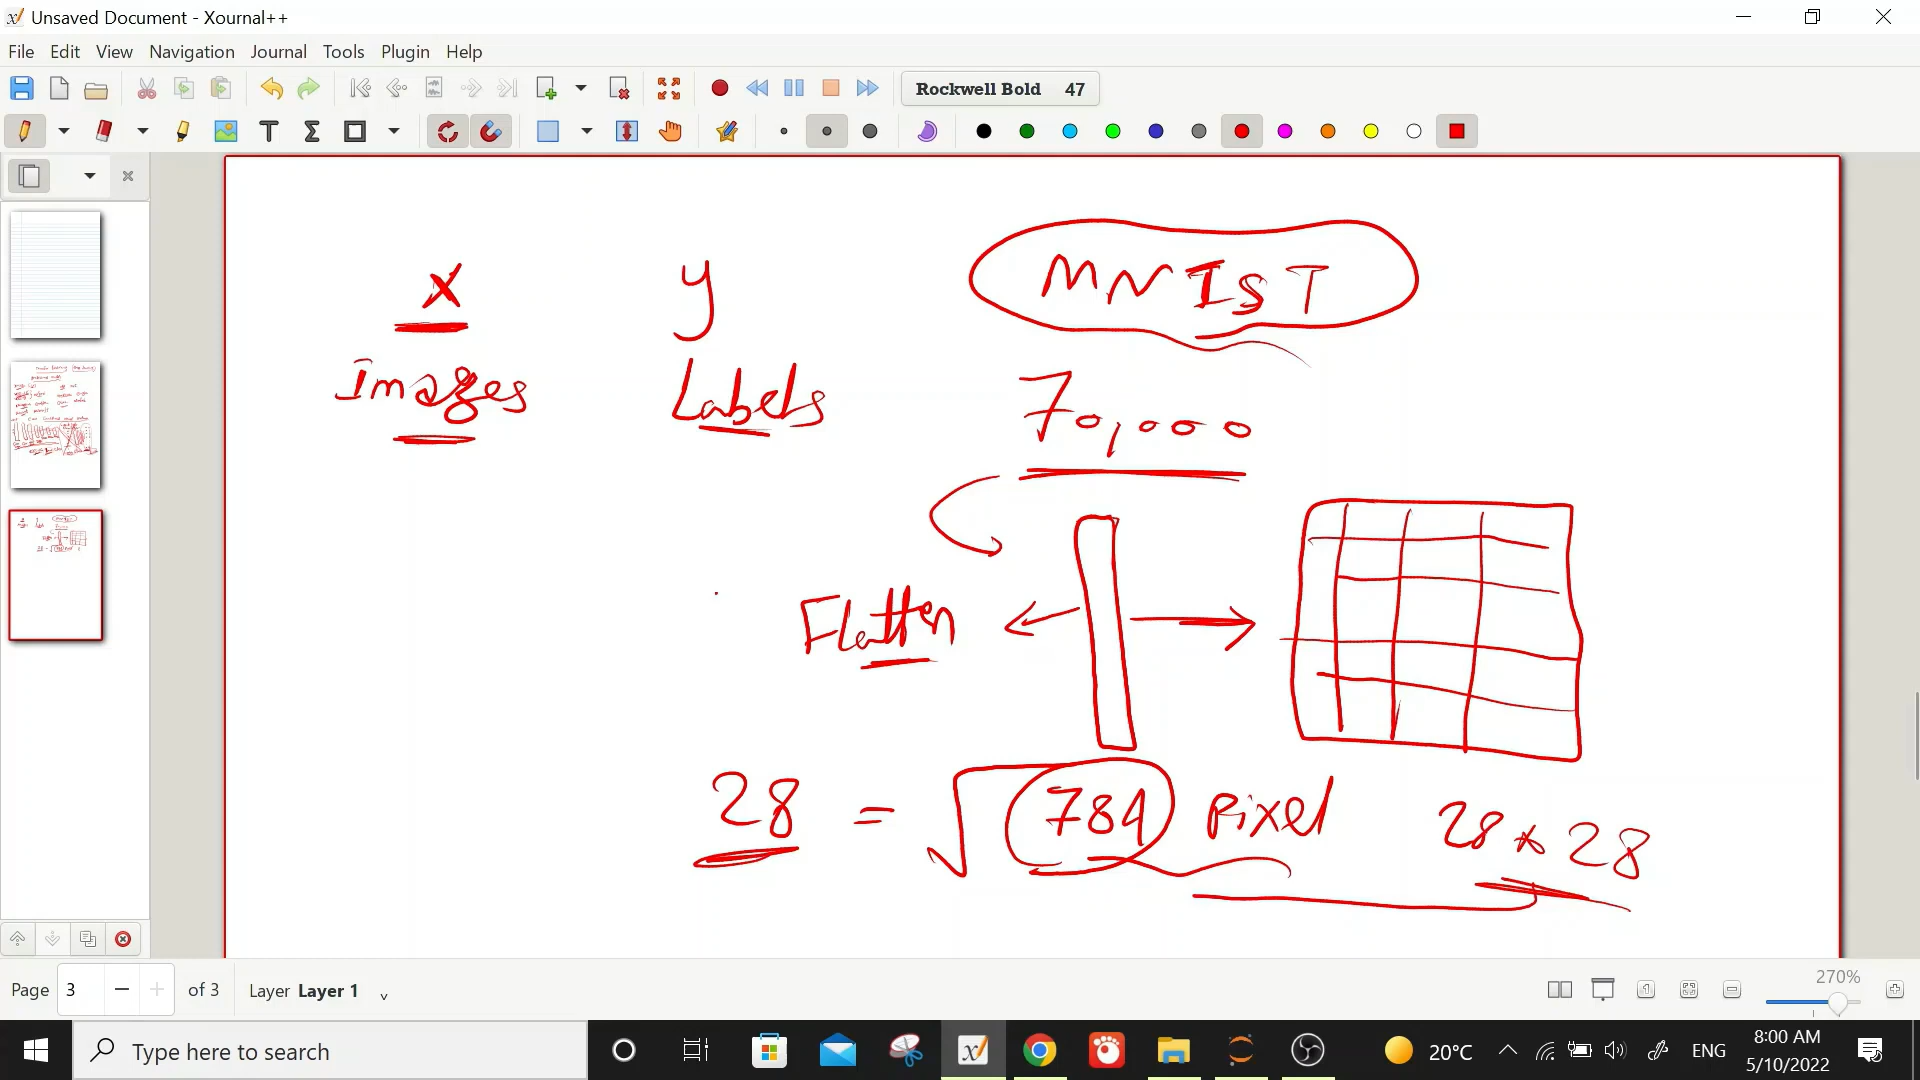 Unsaved Document - Xournal++
File Edit View Navigation Journal Tools Plugin Help
Rockwell Bold 47
x y MNIST
Images Labels 70,000
Flatten
28 = √784 Pixel 28 * 28
Page 3 of 3 Layer Layer 1 270%
Type here to search
20°C ENG 8:00 AM
5/10/2022